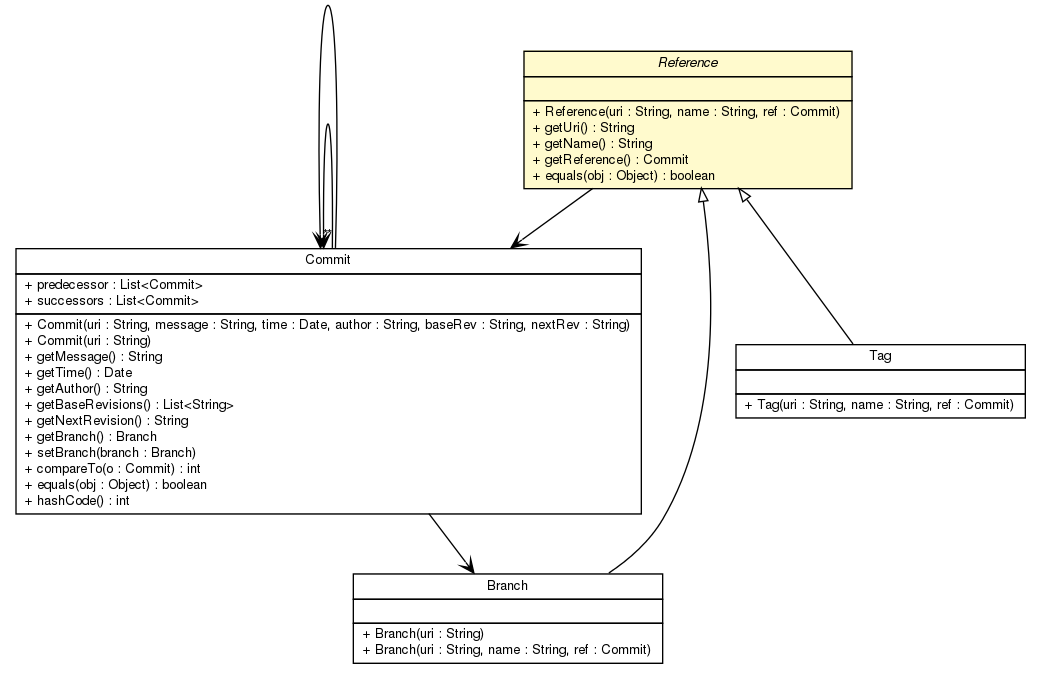 Reference
+ Reference(uri : String, name : String, ref : Commit)
+ getUri() : String
+ getName() : String
+ getReference() : Commit
+ equals(obj : Object) : boolean
Commit
+ predecessor : List<Commit>
+ successors : List<Commit>
+ Commit(uri : String, message : String, time : Date, author : String, baseRev : String, nextRev : String)
+ Commit(uri : String)
+ getMessage() : String
+ getTime() : Date
+ getAuthor() : String
+ getBaseRevisions() : List<String>
+ getNextRevision() : String
+ getBranch() : Branch
+ setBranch(branch : Branch)
+ compareTo(o : Commit) : int
+ equals(obj : Object) : boolean
+ hashCode() : int
Tag
+ Tag(uri : String, name : String, ref : Commit)
Branch
+ Branch(uri : String)
+ Branch(uri : String, name : String, ref : Commit)